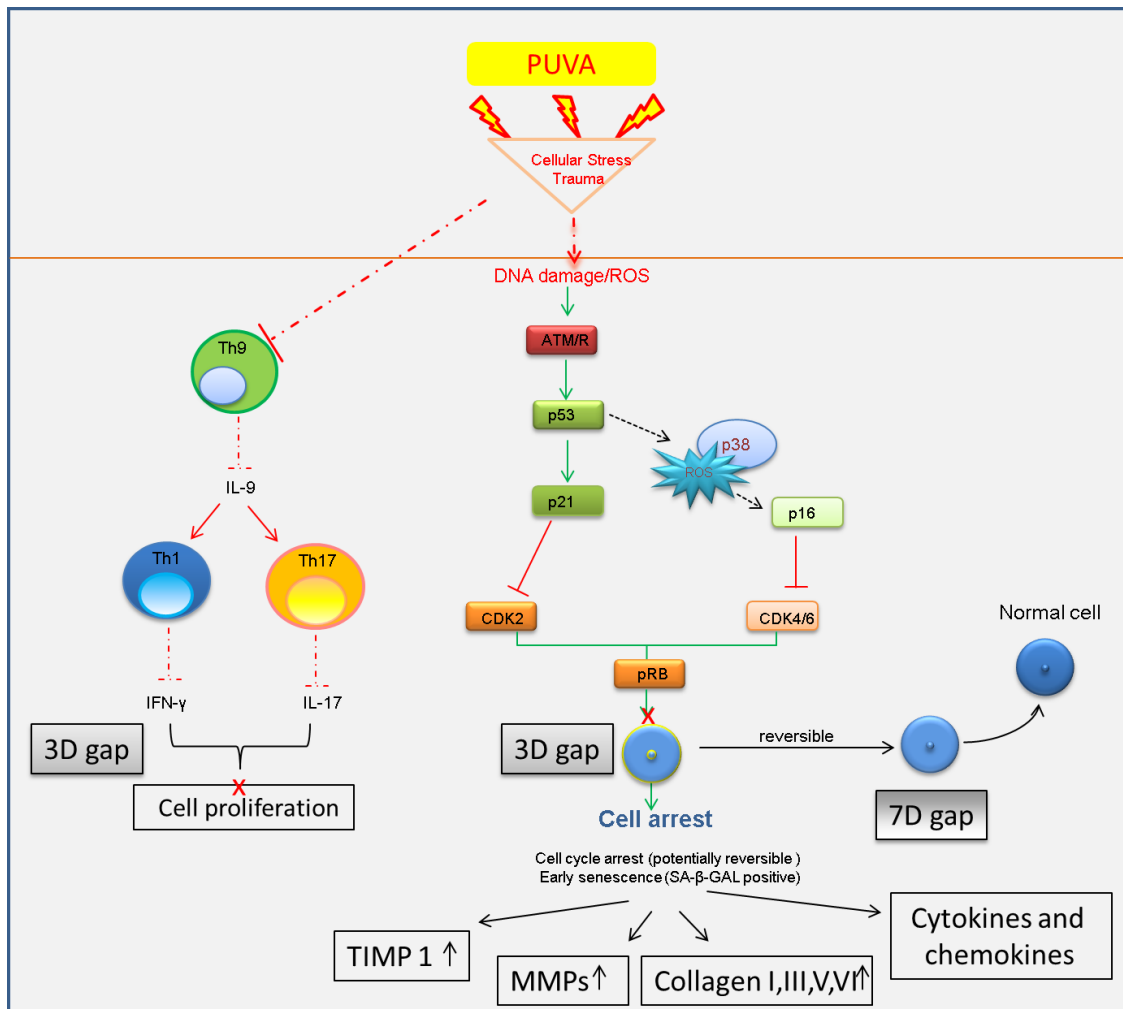 PUVA
Cellular Stress
Trauma
DNA damage/ROS
Th9
ATM/R
p53
p38
ROS
IL-9
p21
p16
Th1
Th17
CDK2
CDK4/6
Normal cell
pRB
IFN-γ
IL-17
X
3D gap
3D gap
reversible
X
Cell proliferation
7D gap
Cell arrest
Cell cycle arrest (potentially reversible )
Early senescence (SA-β-GAL positive)
Cytokines and
chemokines
TIMP 1 ↑
MMPs↑
Collagen I,III,V,VI↑